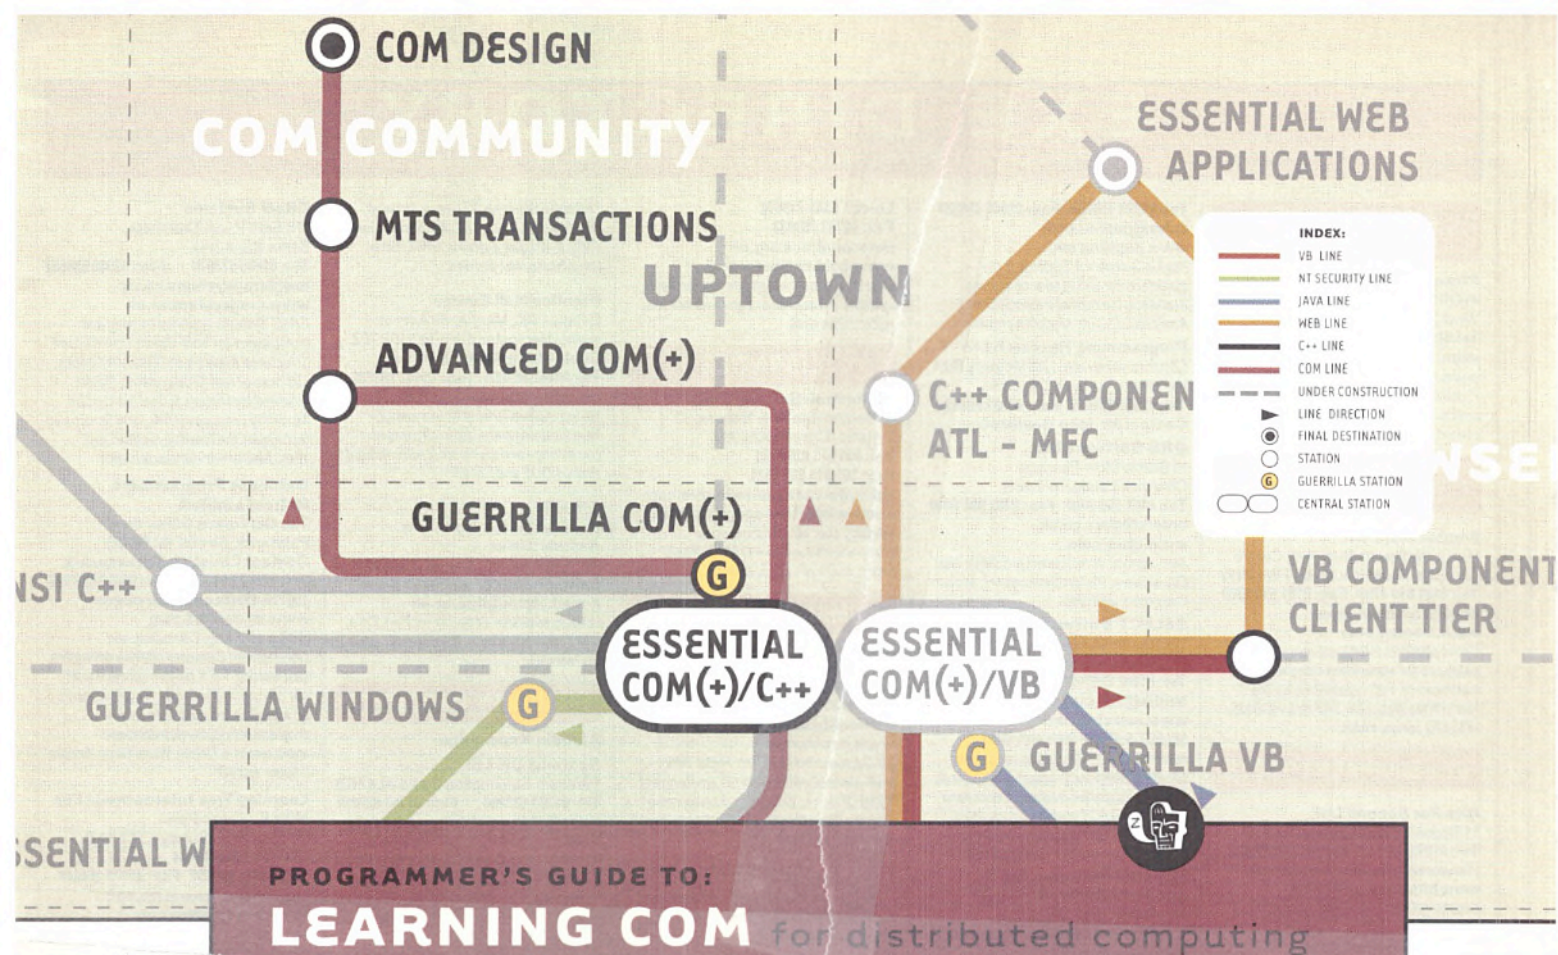 COM DESIGN
ESSENTIAL WEB
APPLICATIONS
COM COMMUNITY
MTS TRANSACTIONS
UPTOWN
INDEX:
VB LINE
NT SECURITY LINE
JAVA LINE
WEB LINE
C++ LINE
COM LINE
UNDER CONSTRUCTION
LINE DIRECTION
FINAL DESTINATION
STATION
G GUERRILLA STATION
CENTRAL STATION
ADVANCED COM(+)
C++ COMPONEN
ATL - MFC
NSE
GUERRILLA COM(+)
G
NSI C++
VB COMPONENT
CLIENT TIER
ESSENTIAL
COM(+)/C++
ESSENTIAL
COM(+)/VB
GUERRILLA WINDOWS
G
G
GUERRILLA VB
Z
SSENTIAL W
PROGRAMMER'S GUIDE TO:
LEARNING COM for distributed computing